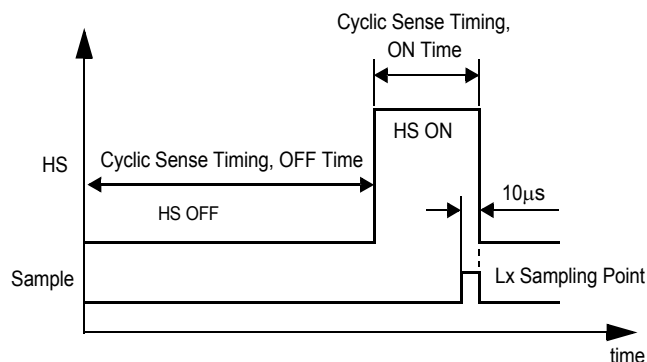 Cyclic Sense Timing,
ON Time
HS ON
HS
Cyclic Sense Timing, OFF Time
10μs
HS OFF
Sample
Lx Sampling Point
time